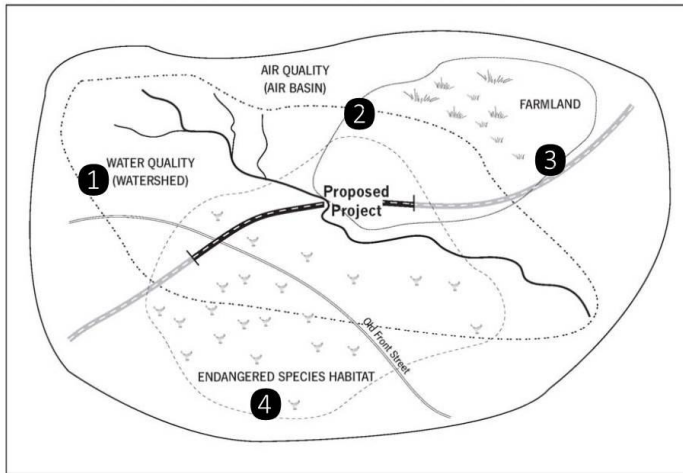 AIR QUALITY
(AIR BASIN)
2
FARMLAND
1
WATER QUALITY
(WATERSHED)
3
Proposed
Project
Old Front Street
ENDANGERED SPECIES HABITAT
4